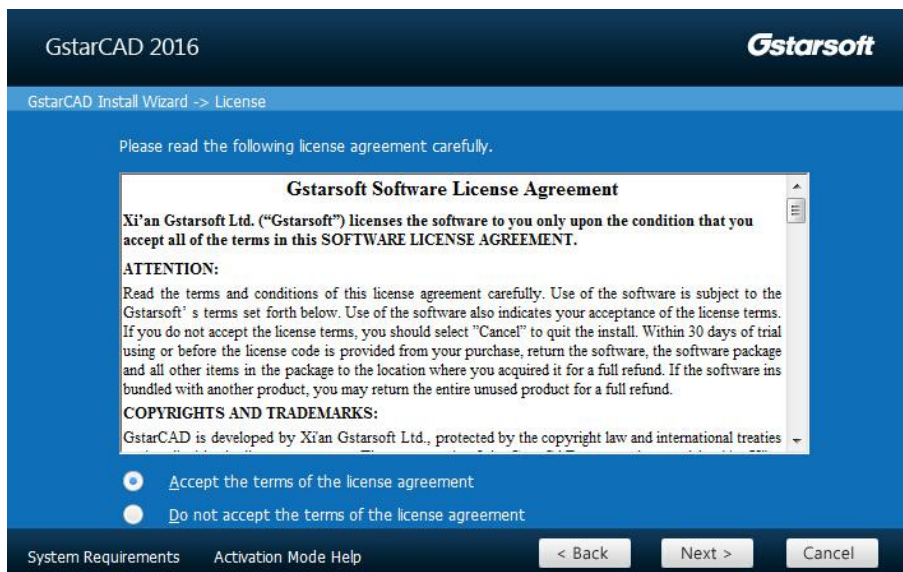 GstarCAD 2016
Gstarsoft
GstarCAD Install Wizard -> License
Please read the following license agreement carefully.
Gstarsoft Software License Agreement
Xi'an Gstarsoft Ltd. (“Gstarsoft”) licenses the software to you only upon the condition that you
accept all of the terms in this SOFTWARE LICENSE AGREEMENT.
ATTENTION:
Read the terms and conditions of this license agreement carefully. Use of the software is subject to the
Gstarsoft’ s terms set forth below. Use of the software also indicates your acceptance of the license terms.
If you do not accept the license terms, you should select ”Cancel” to quit the install. Within 30 days of trial
using or before the license code is provided from your purchase, return the software, the software package
and all other items in the package to the location where you acquired it for a full refund. If the software ins
bundled with another product, you may return the entire unused product for a full refund.
COPYRIGHTS AND TRADEMARKS:
GstarCAD is developed by Xi'an Gstarsoft Ltd., protected by the copyright law and international treaties
Accept the terms of the license agreement
Do not accept the terms of the license agreement
System Requirements
Activation Mode Help
< Back
Next >
Cancel